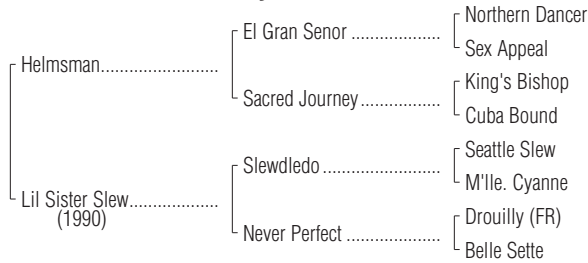 Northern Dancer
El Gran Senor ...................
Sex Appeal
Helmsman.........................
King's Bishop
Sacred Journey .................
Cuba Bound
Seattle Slew
Slewdledo .........................
M'lle. Cyanne
Lil Sister Slew...................
(1990)
Drouilly (FR)
Never Perfect ....................
Belle Sette